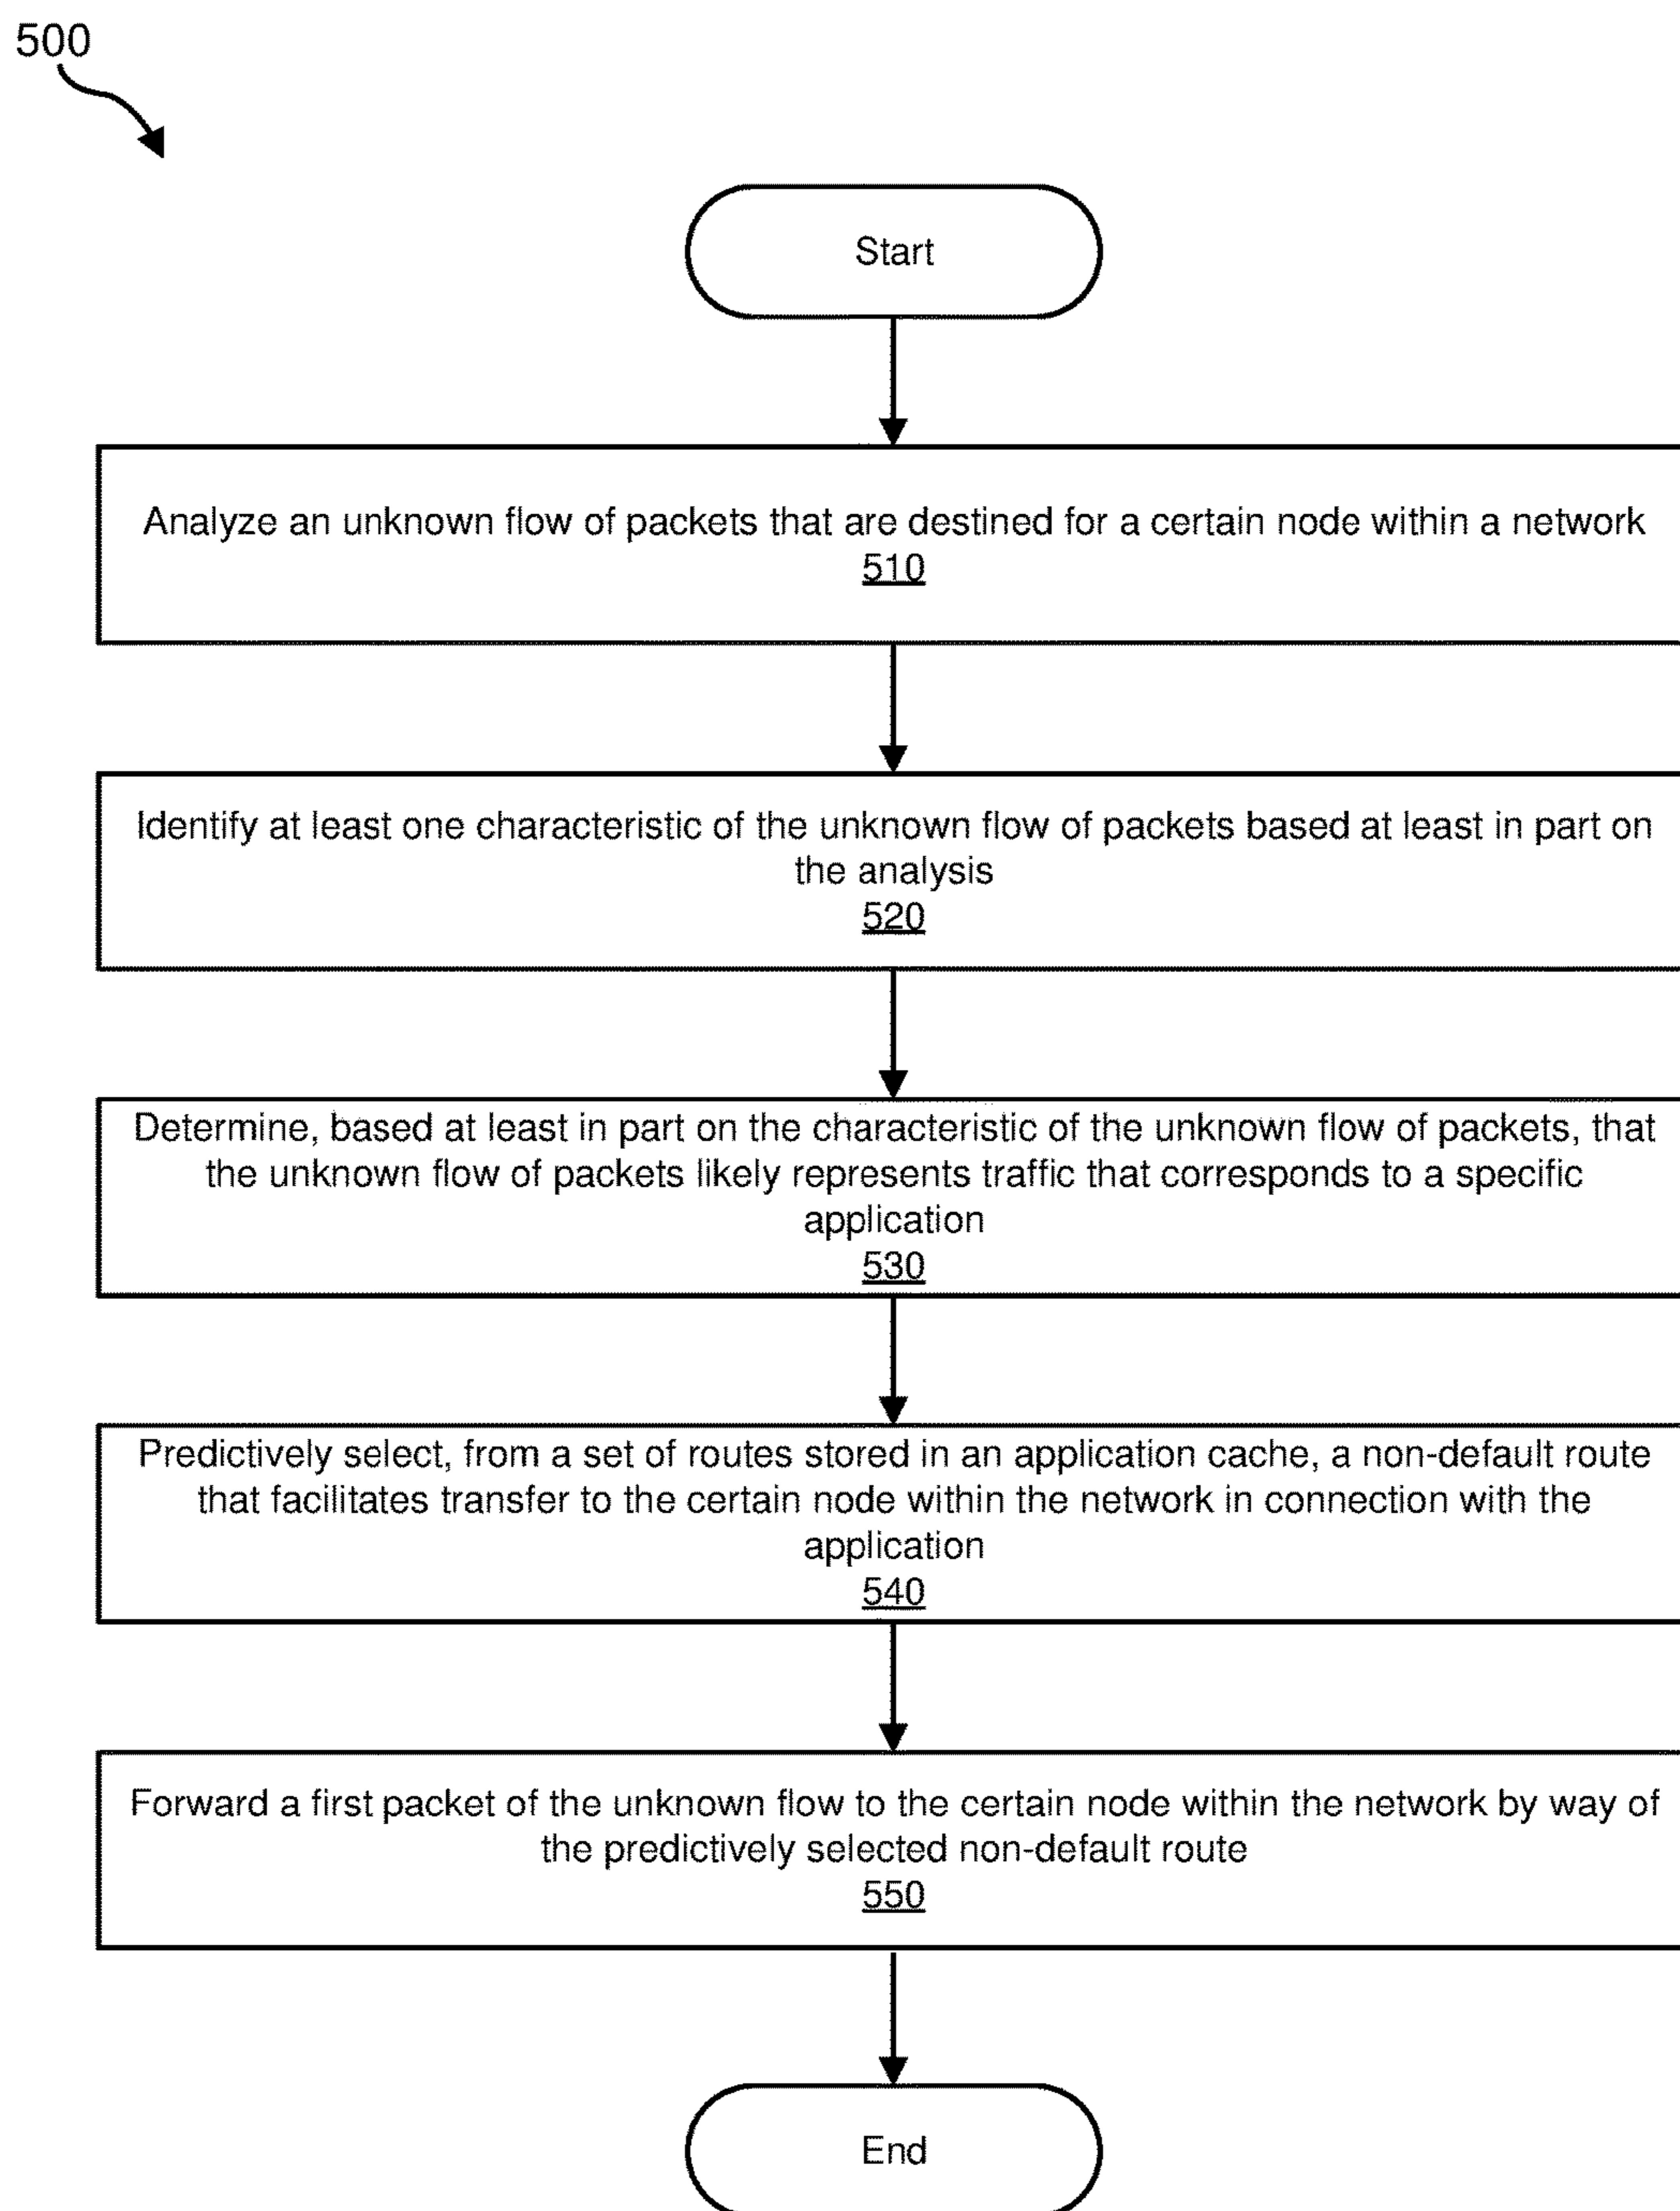 500
Start
Analyze an unknown flow of packets that are destined for a certain node within a network
510
Identify at least one characteristic of the unknown flow of packets based at least in part on
the analysis
520
Determine, based at least in part on the characteristic of the unknown flow of packets, that
the unknown flow of packets likely represents traffic that corresponds to a specific
application
530
Predictively select, from a set of routes stored in an application cache, a non-default route
that facilitates transfer to the certain node within the network in connection with the
application
540
Forward a first packet of the unknown flow to the certain node within the network by way of
the predictively selected non-default route
550
End